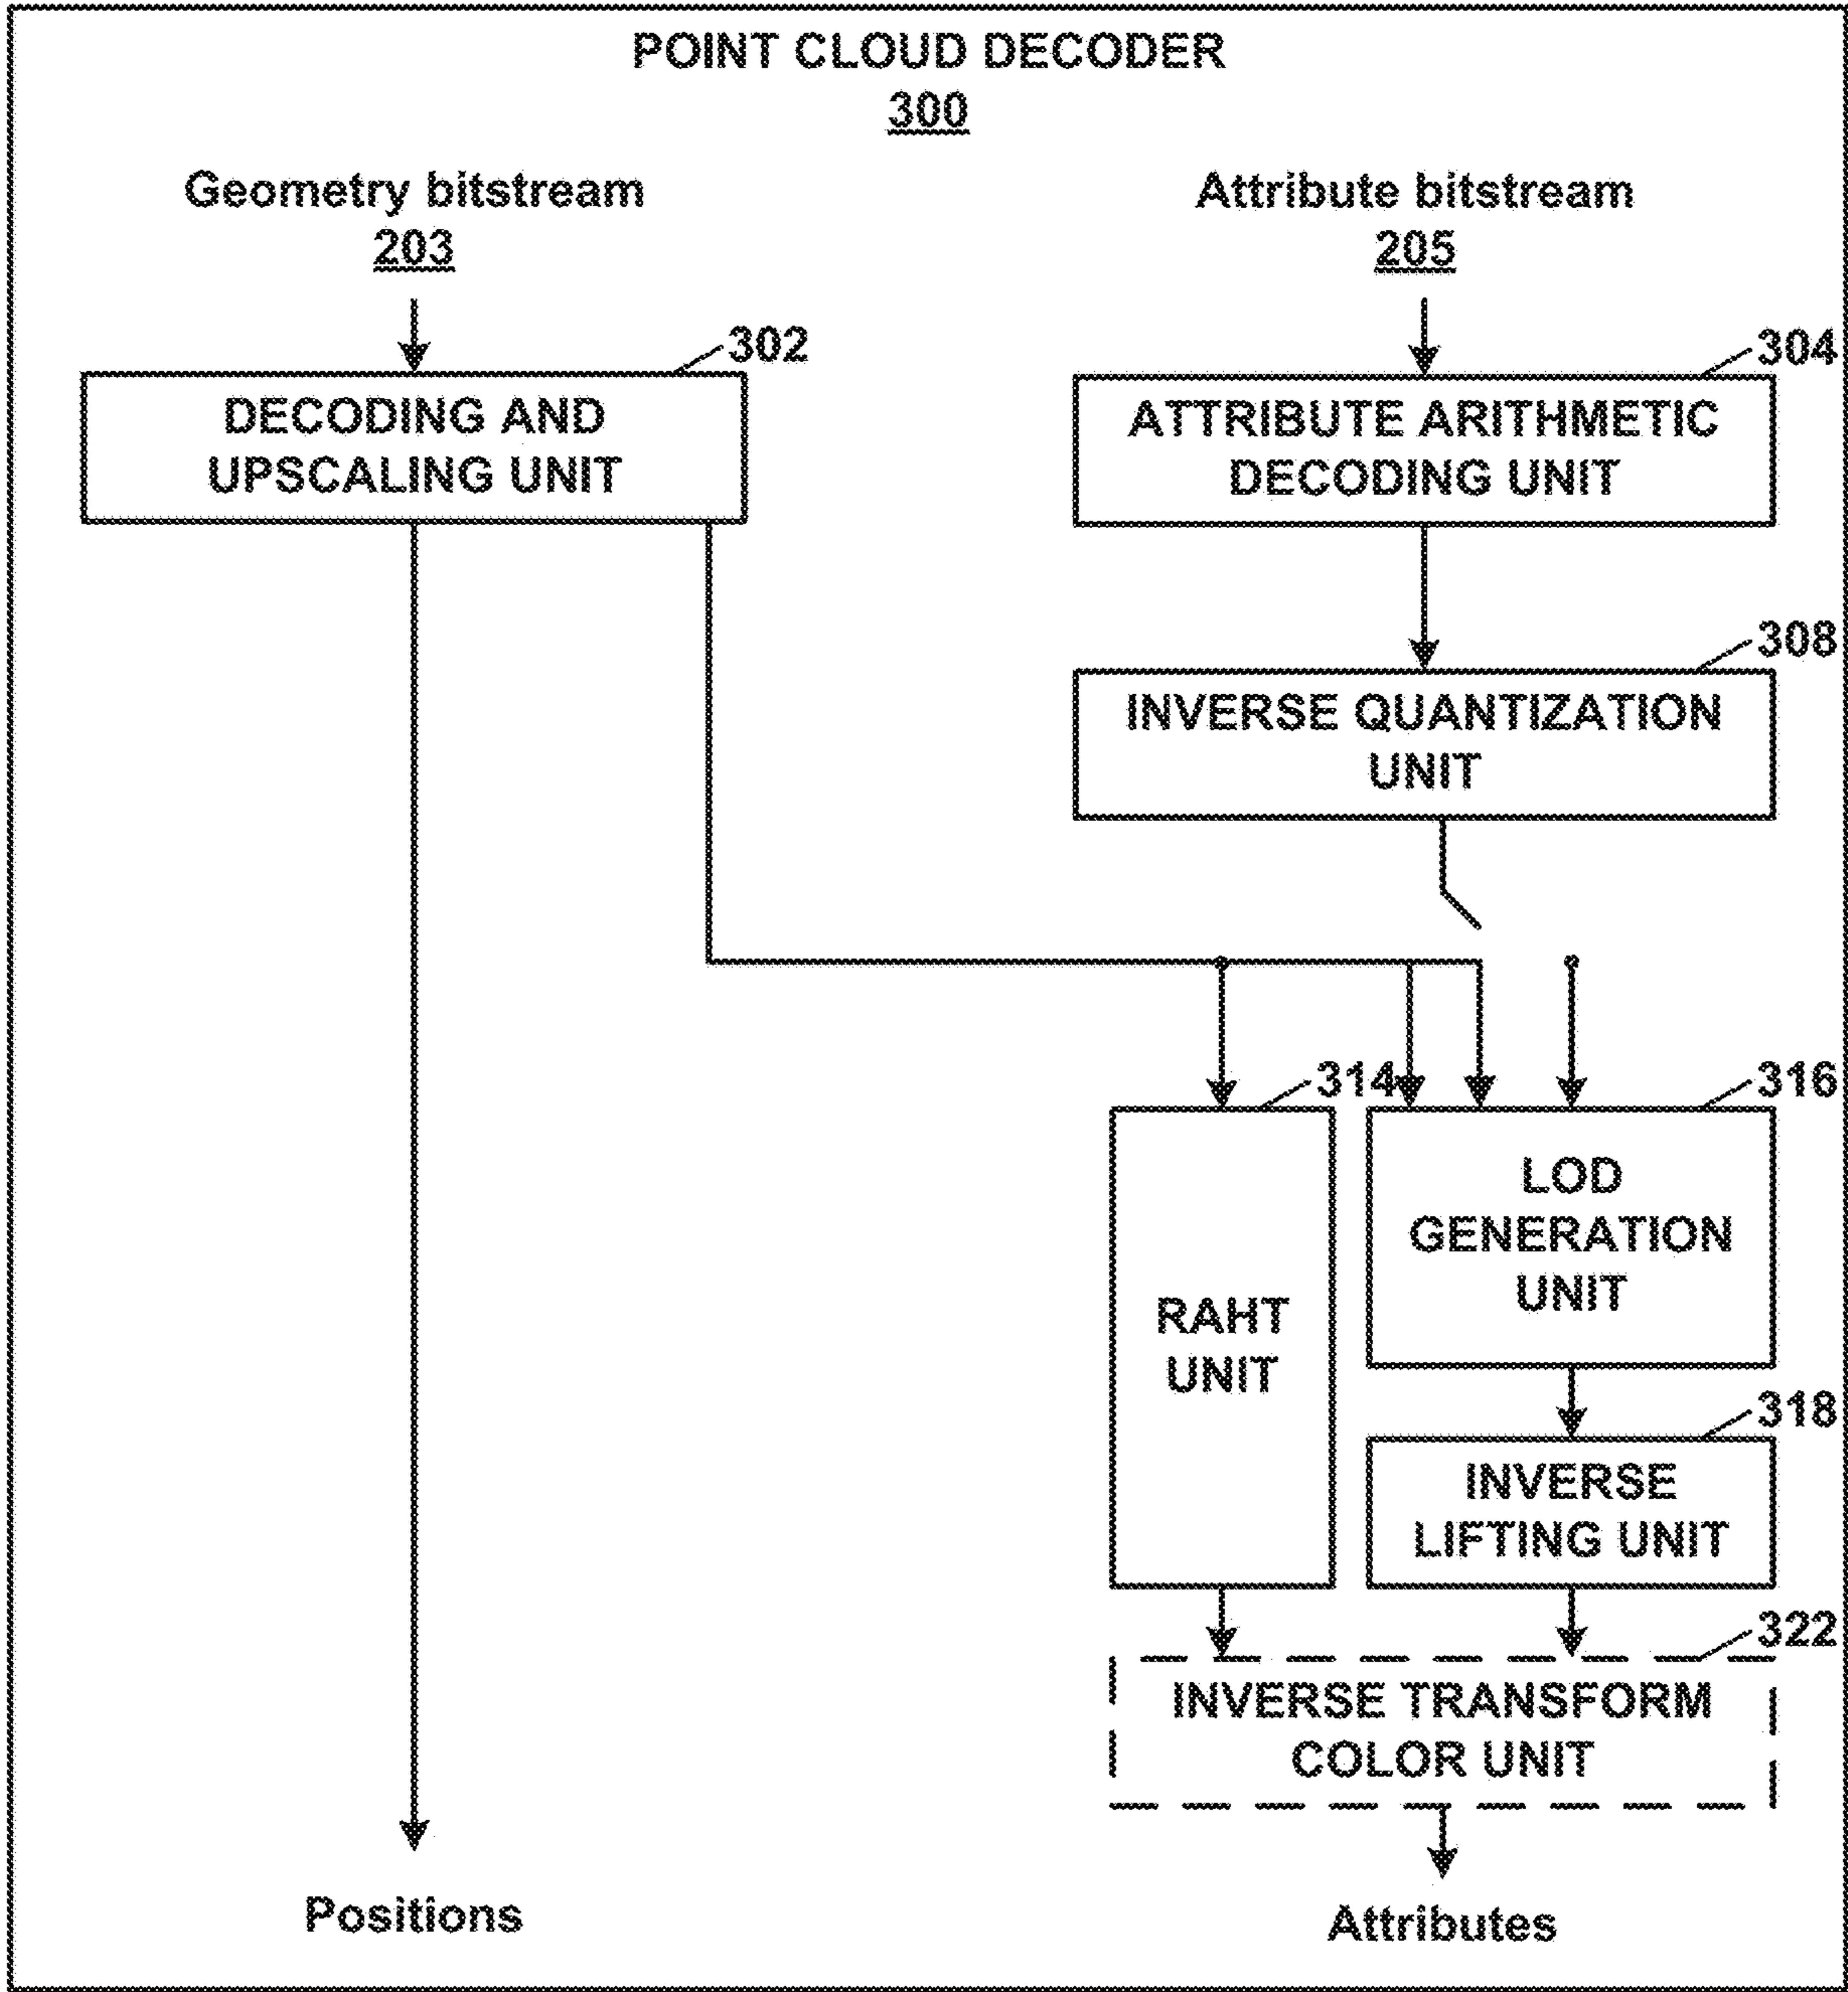 POINT CLOUD DECODER
300
Geometry bitstream
203
Attribute bitstream
205
302
DECODING AND
UPSCALING UNIT
304
ATTRIBUTE ARITHMETIC
DECODING UNIT
308
INVERSE QUANTIZATION
UNIT
314
RAHT
UNIT
316
LOD
GENERATION
UNIT
318
INVERSE
LIFTING UNIT
322
INVERSE TRANSFORM
COLOR UNIT
Positions
Attributes